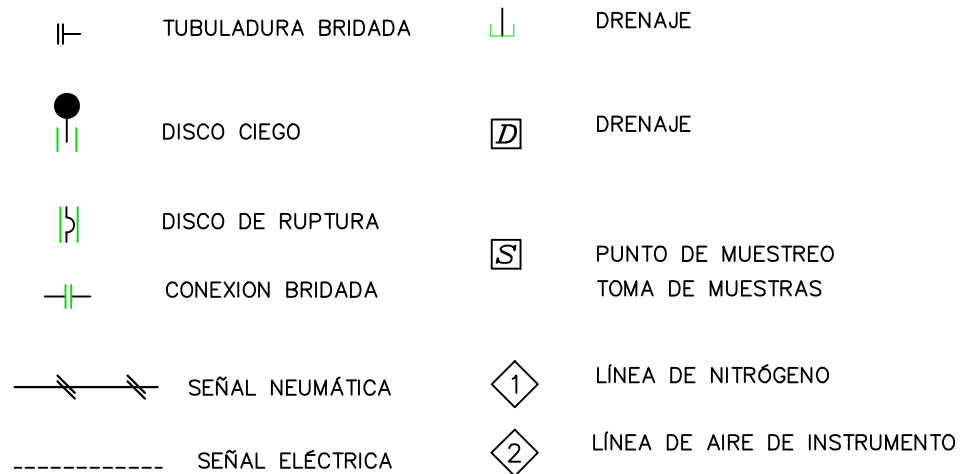 TUBULADURA BRIDADA
DISCO CIEGO
DISCO DE RUPTURA
CONEXION BRIDADA
SEÑAL NEUMÁTICA
SEÑAL ELÉCTRICA
DRENAJE
D DRENAJE
S PUNTO DE MUESTREO
TOMA DE MUESTRAS
1 LÍNEA DE NITRÓGENO
2 LÍNEA DE AIRE DE INSTRUMENTO